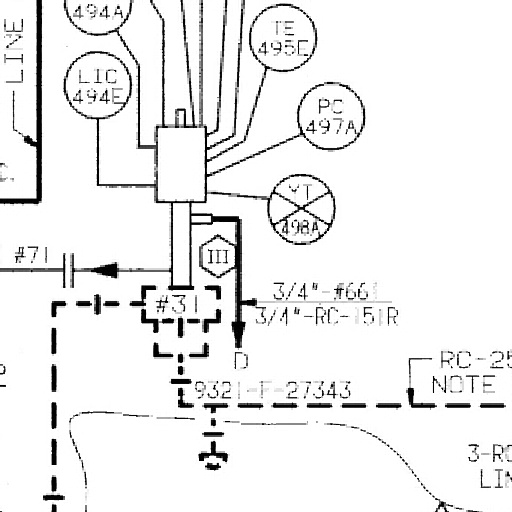 494A
LINE
TE
495E
LIC
494E
PC
497A
YT
498A
#71
III
#31
3/4"-#66
3/4"-RC-151R
D
RC-25
NOTE
9321-F-27343
3-RC
LIN